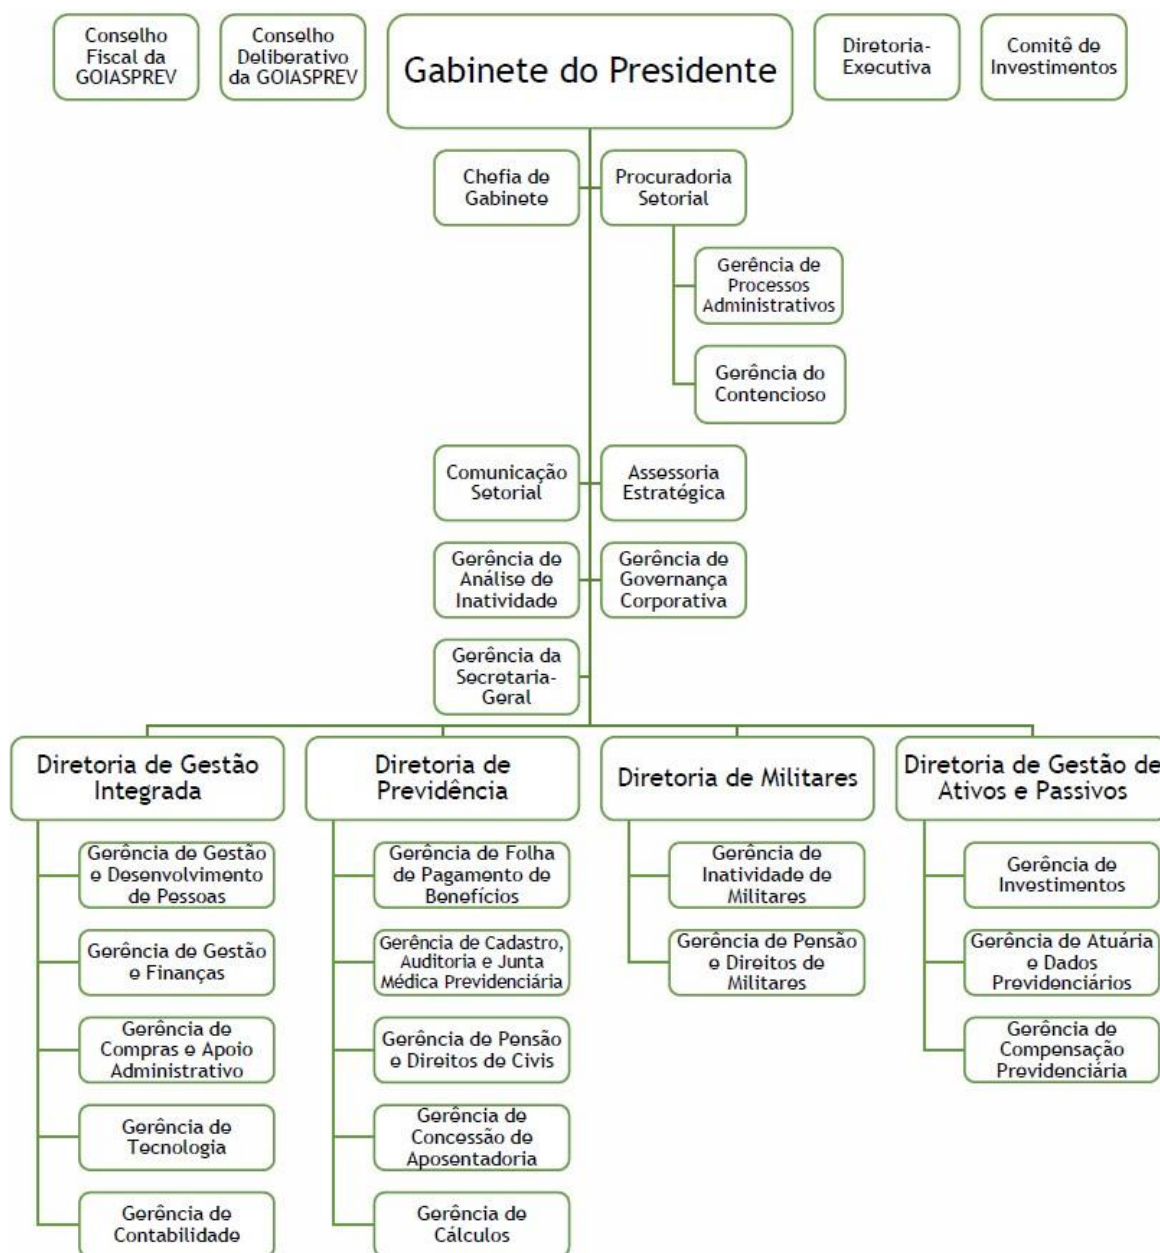 Conselho
Fiscal da
GOIASPREV
Conselho
Deliberativo
da GOIASPREV
Gabinete do Presidente
Diretoria-
Executiva
Comitê de
Investimentos
Chefia de
Gabinete
Procuradoria
Setorial
Gerência de
Processos
Administrativos
Gerência do
Contencioso
Comunicação
Setorial
Assessoria
Estratégica
Gerência de
Análise de
Inatividade
Gerência de
Governança
Corporativa
Gerência da
Secretaria-
Geral
Diretoria de Gestão
Integrada
Gerência de Gestão
e Desenvolvimento
de Pessoas
Gerência de Gestão
e Finanças
Gerência de
Compras e Apoio
Administrativo
Gerência de
Tecnologia
Gerência de
Contabilidade
Diretoria de
Previdência
Gerência de Folha
de Pagamento de
Benefícios
Gerência de Cadastro,
Auditoria e Junta
Médica Previdenciária
Gerência de Pensão
e Direitos de Civis
Gerência de
Concessão de
Aposentadoria
Gerência de
Cálculos
Diretoria de Militares
Gerência de
Inatividade de
Militares
Gerência de Pensão
e Direitos de
Militares
Diretoria de Gestão de
Ativos e Passivos
Gerência de
Investimentos
Gerência de Atuária
e Dados
Previdenciários
Gerência de
Compensação
Previdenciária